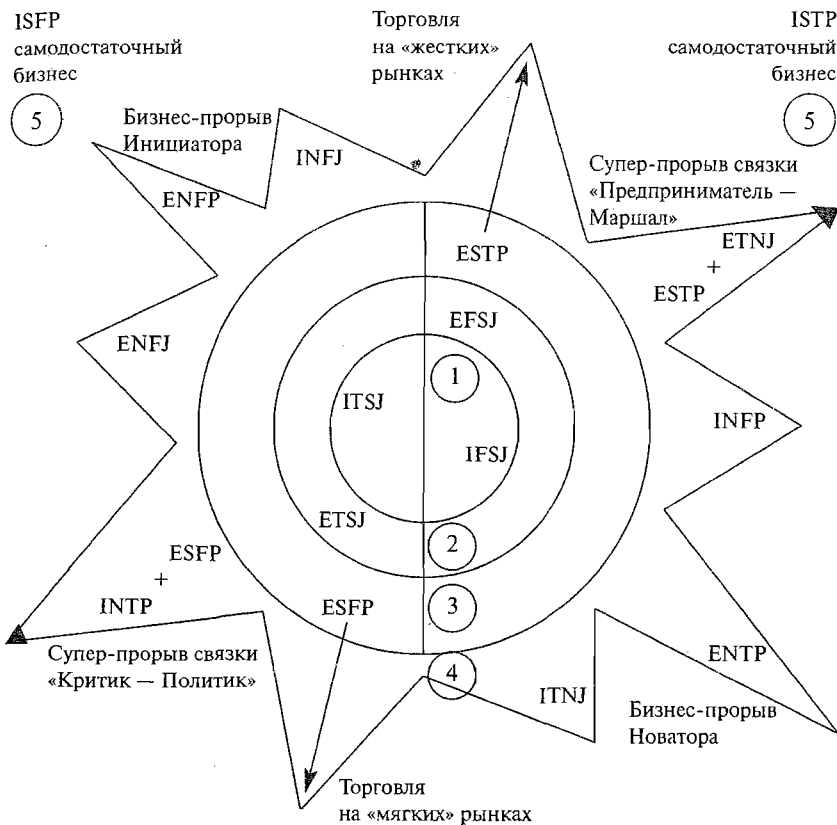 ISFP
самодостаточный
бизнес
5
Торговля
на «жестких»
рынках
ISTP
самодостаточный
бизнес
5
Бизнес-прорыв
Инициатора
INFJ
ENFP
Супер-прорыв связки
«Предприниматель —
Маршал»
ETNJ
+
ESTP
ESTP
EFSJ
ENFJ
1
ITSJ
INFP
IFSJ
ETSJ
2
ESFP
+
INTP
ESFP
3
Супер-прорыв связки
«Критик — Политик»
4
ITNJ
ENTP
Бизнес-прорыв
Новатора
Торговля
на «мягких» рынках